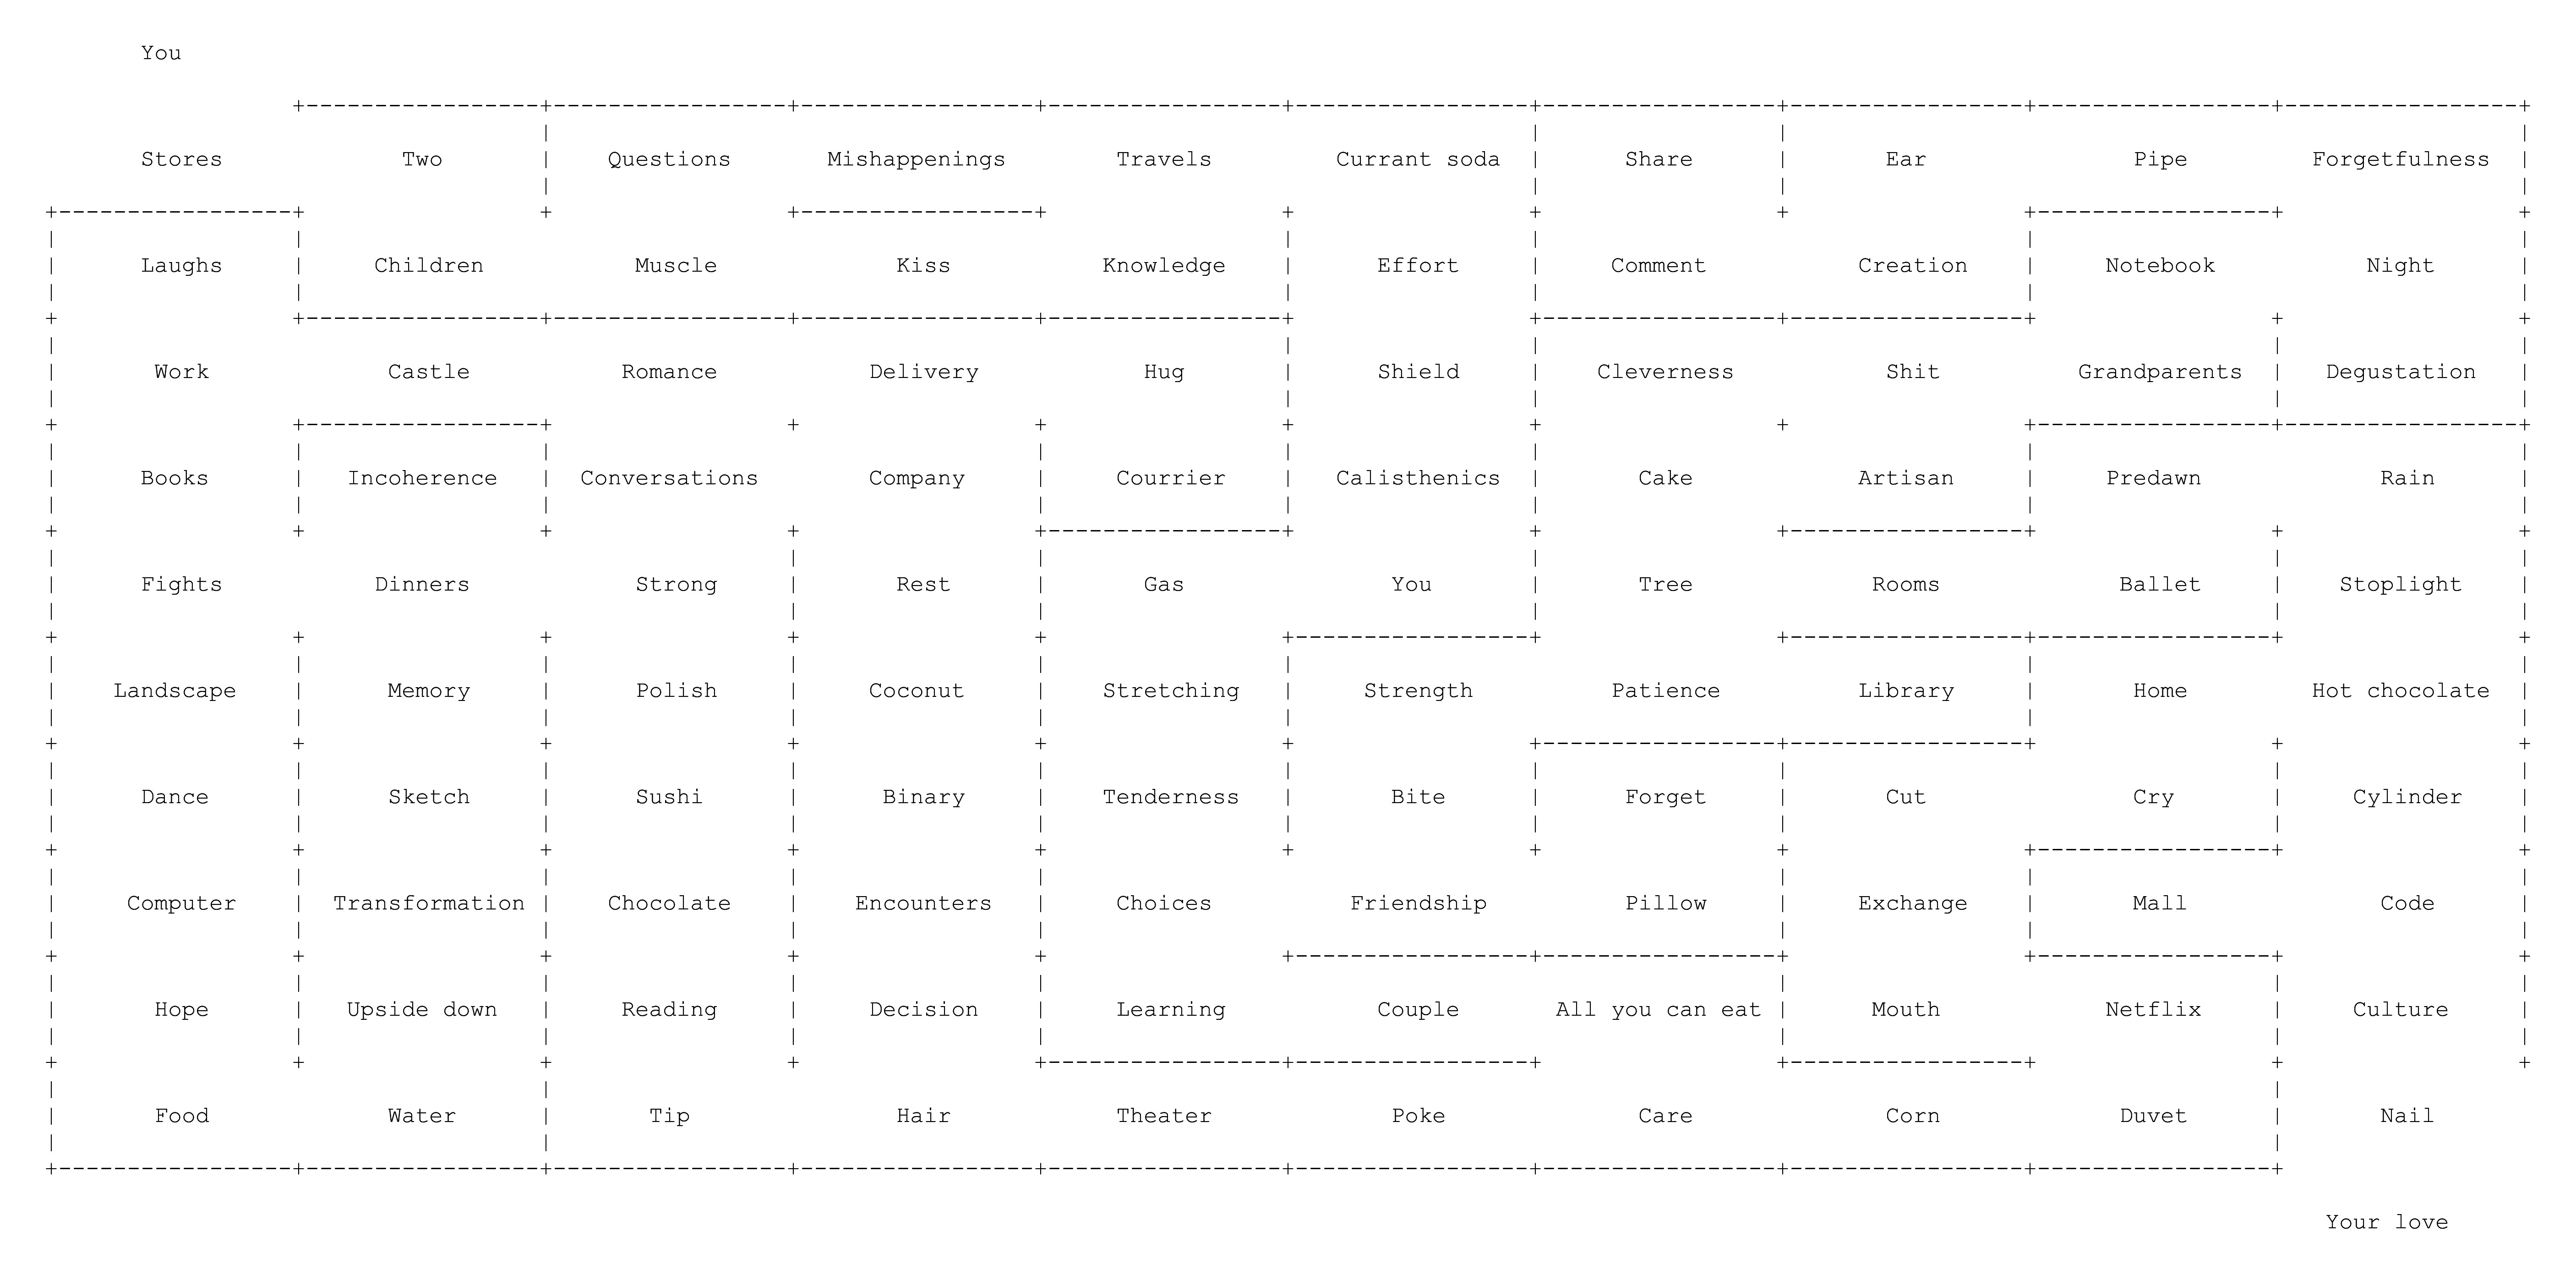 You
Stores Two Questions Mishappenings Travels Currant soda Share Ear Pipe Forgetfulness
Laughs Children Muscle Kiss Knowledge Effort Comment Creation Notebook Night
Work Castle Romance Delivery Hug Shield Cleverness Shit Grandparents Degustation
Books Incoherence Conversations Company Courrier Calisthenics Cake Artisan Predawn Rain
Fights Dinners Strong Rest Gas You Tree Rooms Ballet Stoplight
Landscape Memory Polish Coconut Stretching Strength Patience Library Home Hot chocolate
Dance Sketch Sushi Binary Tenderness Bite Forget Cut Cry Cylinder
Computer Transformation Chocolate Encounters Choices Friendship Pillow Exchange Mall Code
Hope Upside down Reading Decision Learning Couple All you can eat Mouth Netflix Culture
Food Water Tip Hair Theater Poke Care Corn Duvet Nail
Your love